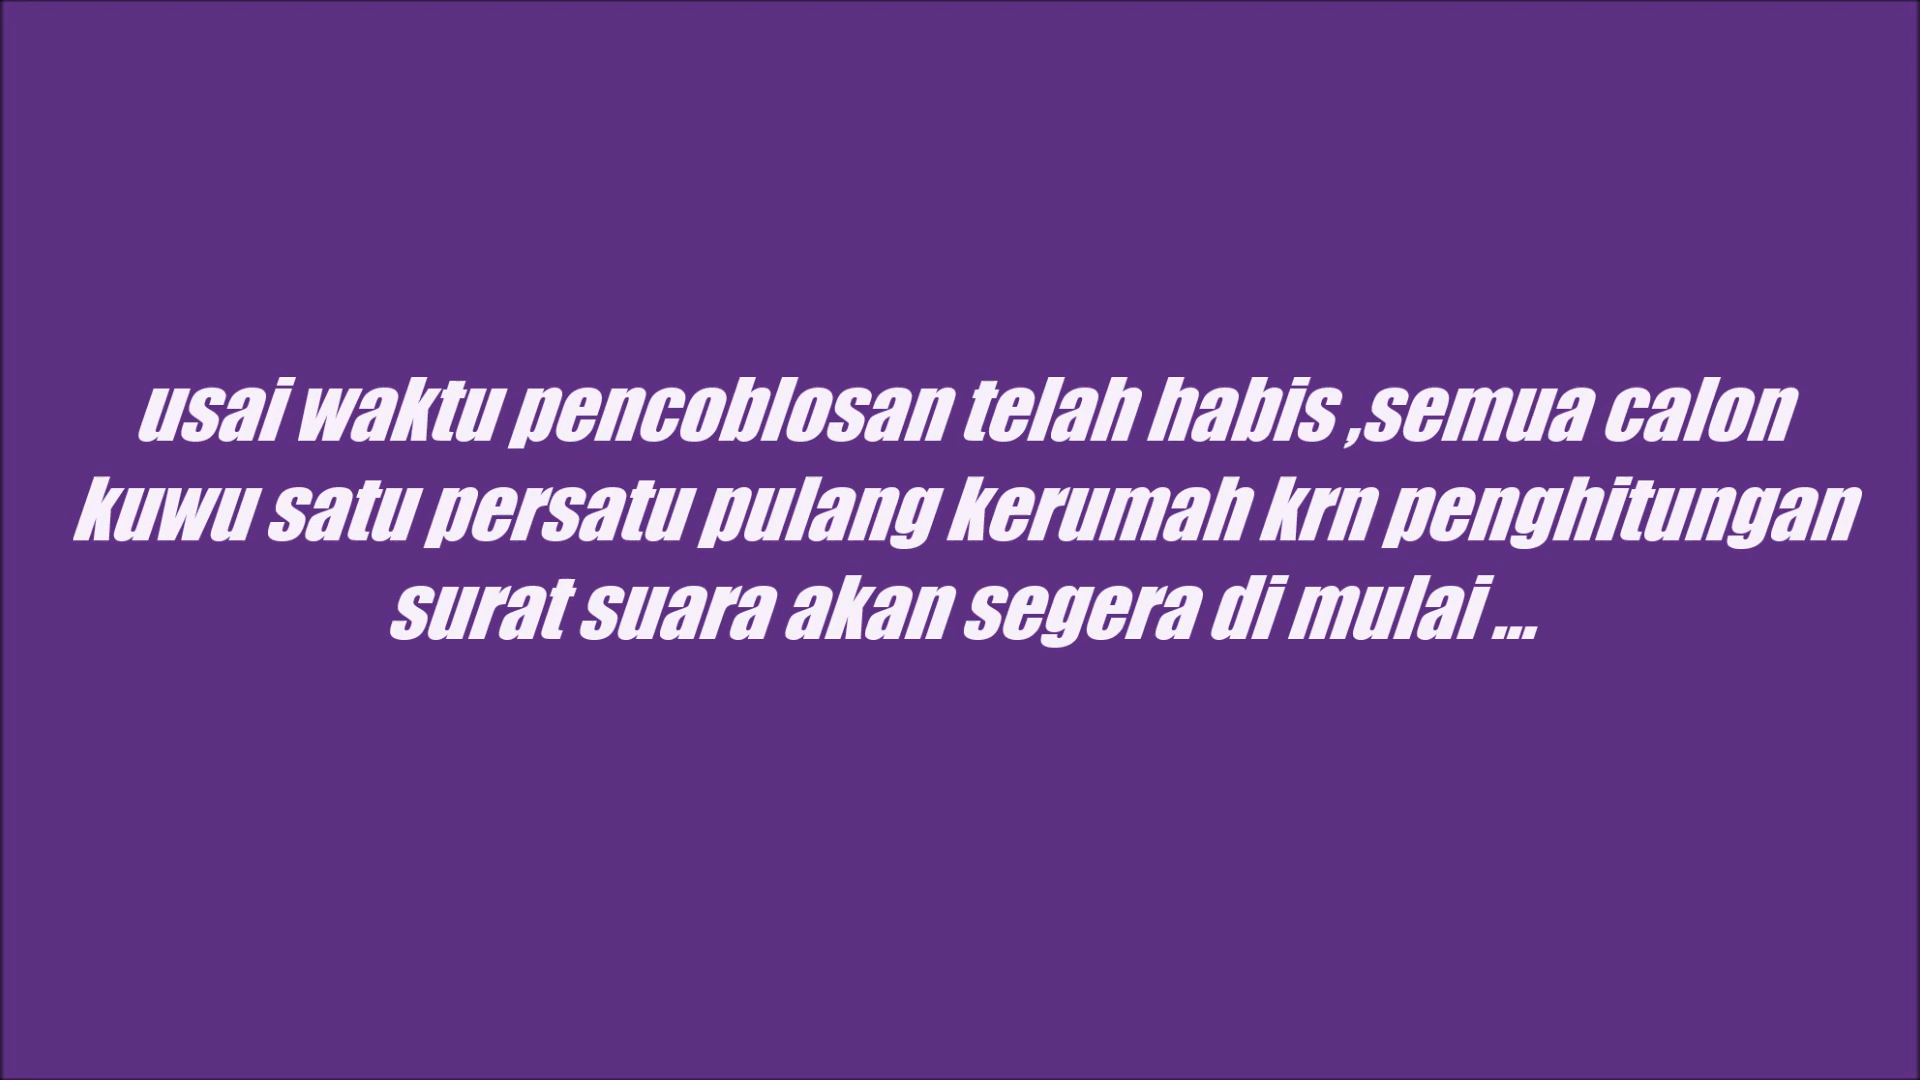 usai waktu pencoblosan telah habis ,semua calon
kuwu satu persatu pulang kerumah krn penghitungan
surat suara akan segera di mulai ...